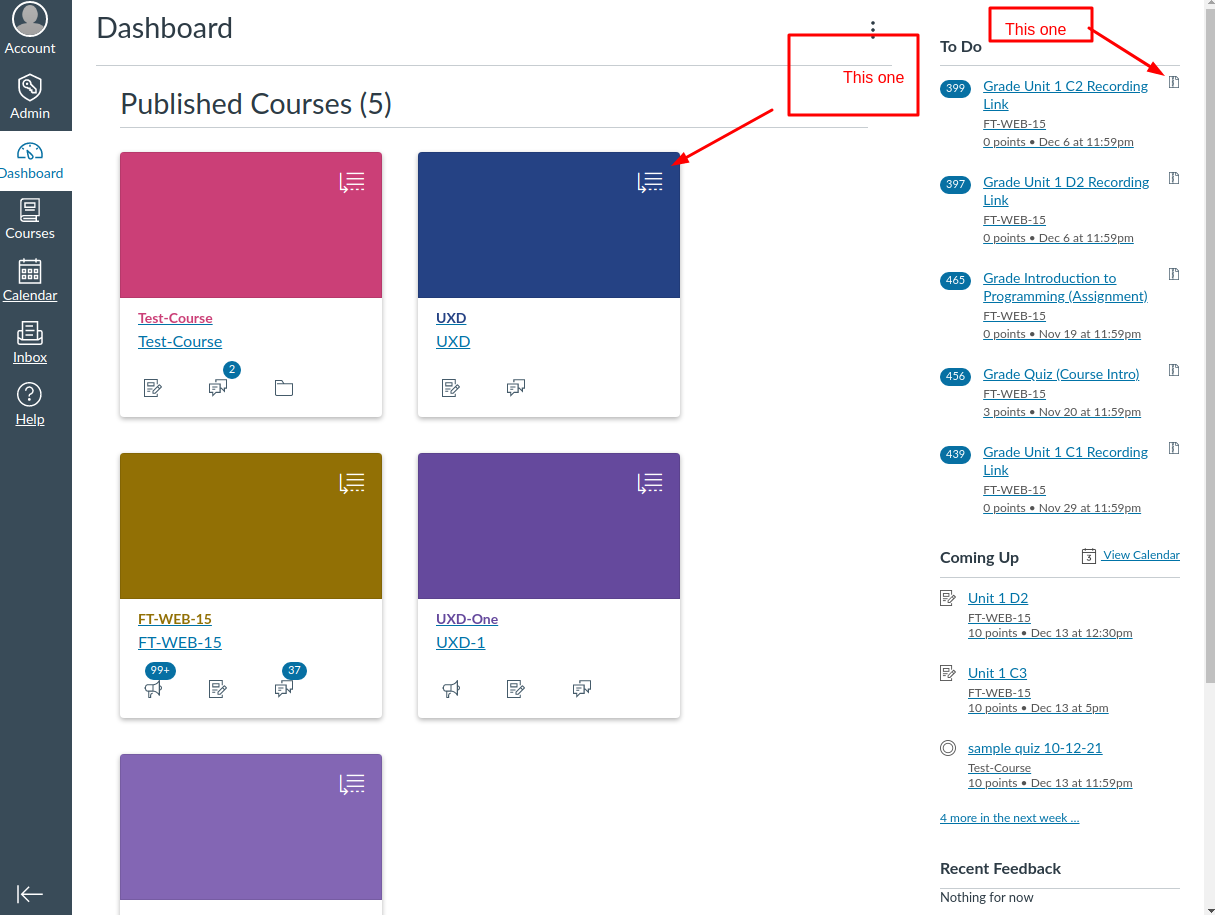 Account
Admin
Dashboard
Courses
Calendar
Inbox
Help
Dashboard
This one
Published Courses (5)
Test-Course
Test-Course
2
UXD
UXD
FT-WEB-15
FT-WEB-15
99+
37
UXD-One
UXD-1
This one
To Do
399
Grade Unit 1 C2 Recording
Link
FT-WEB-15
0 points • Dec 6 at 11:59pm
397
Grade Unit 1 D2 Recording
Link
FT-WEB-15
0 points • Dec 6 at 11:59pm
465
Grade Introduction to
Programming (Assignment)
FT-WEB-15
0 points • Nov 19 at 11:59pm
456
Grade Quiz (Course Intro)
FT-WEB-15
3 points • Nov 20 at 11:59pm
439
Grade Unit 1 C1 Recording
Link
FT-WEB-15
0 points • Nov 29 at 11:59pm
Coming Up
3
View Calendar
Unit 1 D2
FT-WEB-15
10 points • Dec 13 at 12:30pm
Unit 1 C3
FT-WEB-15
10 points • Dec 13 at 5pm
sample quiz 10-12-21
Test-Course
10 points • Dec 13 at 11:59pm
4 more in the next week ...
Recent Feedback
Nothing for now